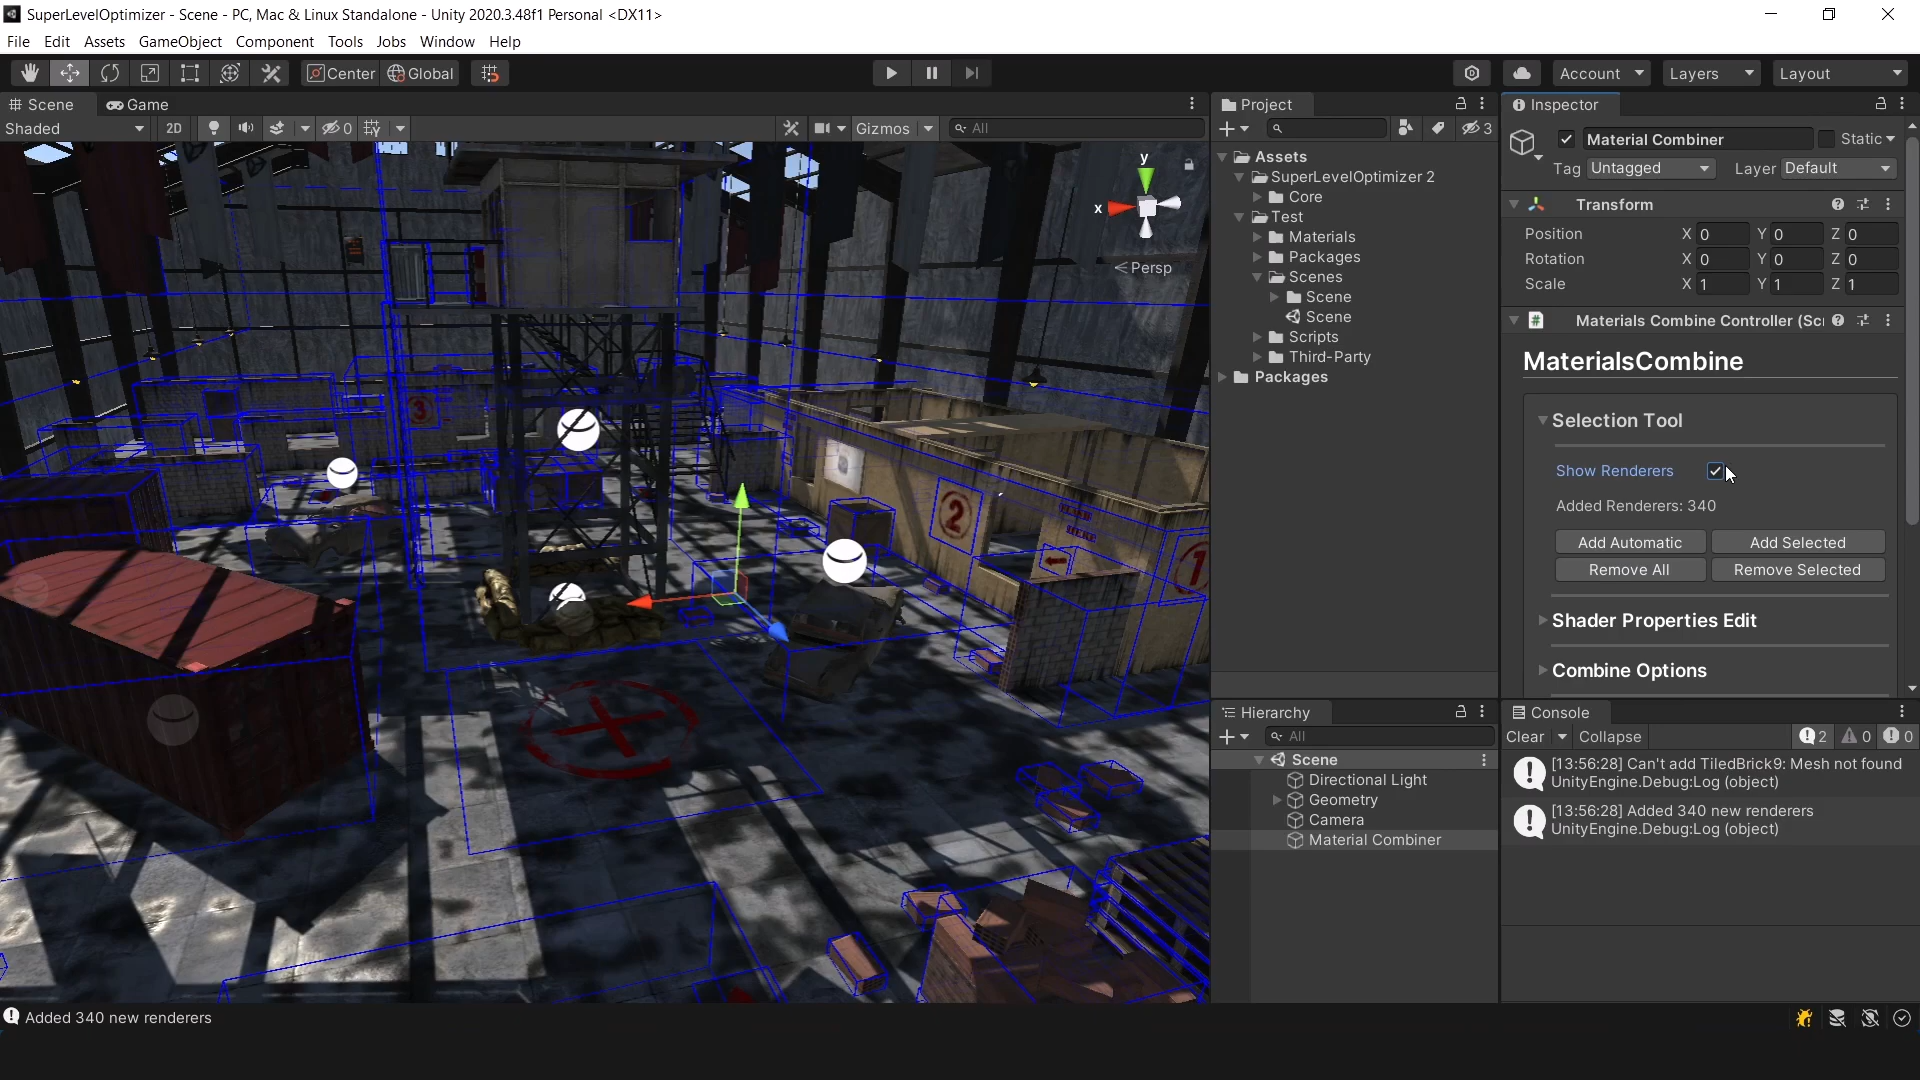 SuperLevelOptimizer - Scene - PC, Mac & Linux Standalone - Unity 2020.3.48f1 Personal <DX11>
File Edit Assets GameObject Component Tools Jobs Window Help
Center Global
Account Layers Layout
Scene Game
Shaded 2D 0 Gizmos All
y
x
Persp
3
2
1
Project
3
Assets
SuperLevelOptimizer 2
Core
Test
Materials
Packages
Scenes
Scene
Scene
Scripts
Third-Party
Packages
Hierarchy
All
Scene
Directional Light
Geometry
Camera
Material Combiner
Inspector
Material Combiner Static
Tag Untagged Layer Default
Transform
Position X 0 Y 0 Z 0
Rotation X 0 Y 0 Z 0
Scale X 1 Y 1 Z 1
# Materials Combine Controller (Scr
MaterialsCombine
Selection Tool
Show Renderers
Added Renderers: 340
Add Automatic Add Selected
Remove All Remove Selected
Shader Properties Edit
Combine Options
Console
Clear Collapse 2 0 0
[13:56:28] Can't add TiledBrick9: Mesh not found
UnityEngine.Debug:Log (object)
[13:56:28] Added 340 new renderers
UnityEngine.Debug:Log (object)
Added 340 new renderers